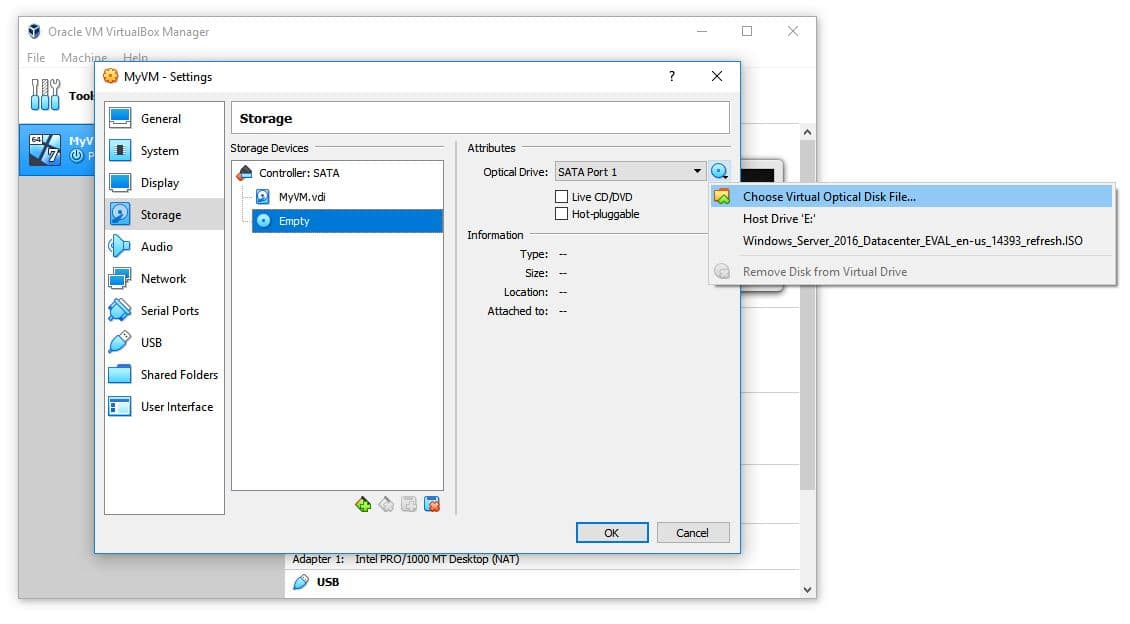 Oracle VM VirtualBox Manager
File Machine Help
MyVM - Settings
?
Tool
64
7
MyV
P
General
System
Display
Storage
Audio
Network
Serial Ports
USB
Shared Folders
User Interface
Storage
Storage Devices
Controller: SATA
MyVM.vdi
Empty
Attributes
Optical Drive: SATA Port 1
Live CD/DVD
Hot-pluggable
Information
Type: --
Size: --
Location: --
Attached to: --
Choose Virtual Optical Disk File...
Host Drive 'E:'
Windows_Server_2016_Datacenter_EVAL_en-us_14393_refresh.ISO
Remove Disk from Virtual Drive
OK Cancel
Adapter 1: Intel PRO/1000 MT Desktop (NAT)
USB